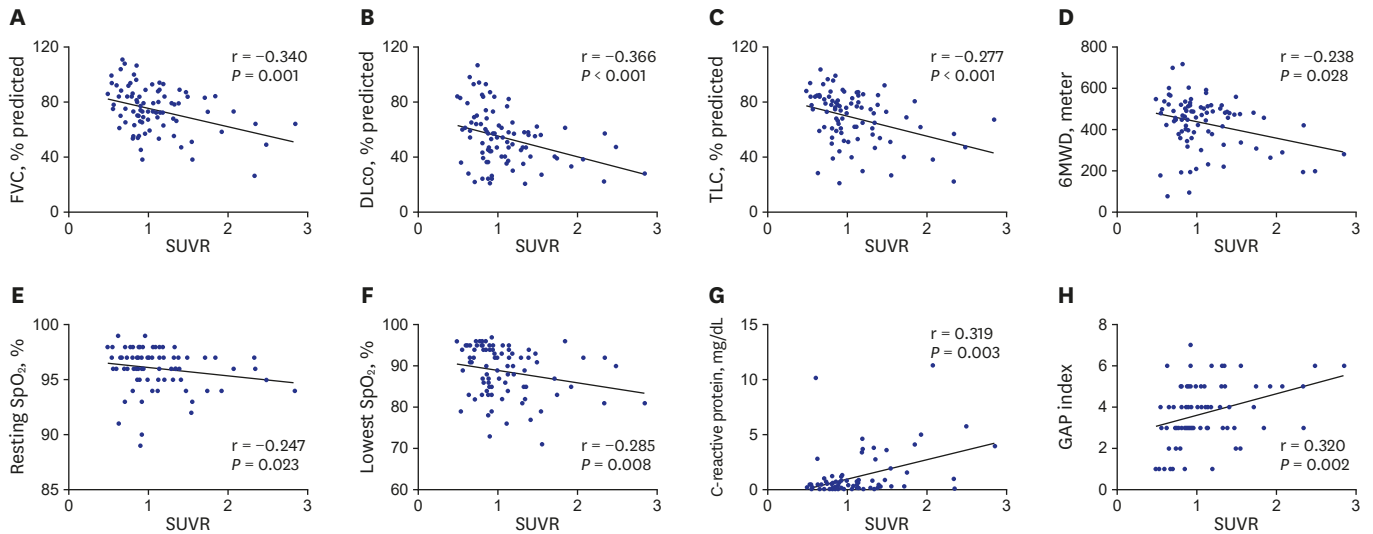 A
FVC, % predicted
120
80
40
0
0 1 2 3
SUVR
r = −0.340
P = 0.001
B
DLco, % predicted
120
80
40
0
0 1 2 3
SUVR
r = −0.366
P < 0.001
C
TLC, % predicted
120
80
40
0
0 1 2 3
SUVR
r = −0.977
P < 0.001
D
6MWD, meter
800
600
400
200
0
0 1 2 3
SUVR
r = −0.238
P = 0.028
E
Resting SpO₂, %
100
95
90
85
0 1 2 3
SUVR
r = −0.247
P = 0.023
F
Lowest SpO₂, %
100
90
80
70
60
0 1 2 3
SUVR
r = −0.285
P = 0.008
G
C-reactive protein, mg/dL
15
10
5
0
0 1 2 3
SUVR
r = 0.319
P = 0.003
H
GAP index
8
6
4
2
0
0 1 2 3
SUVR
r = 0.320
P = 0.002